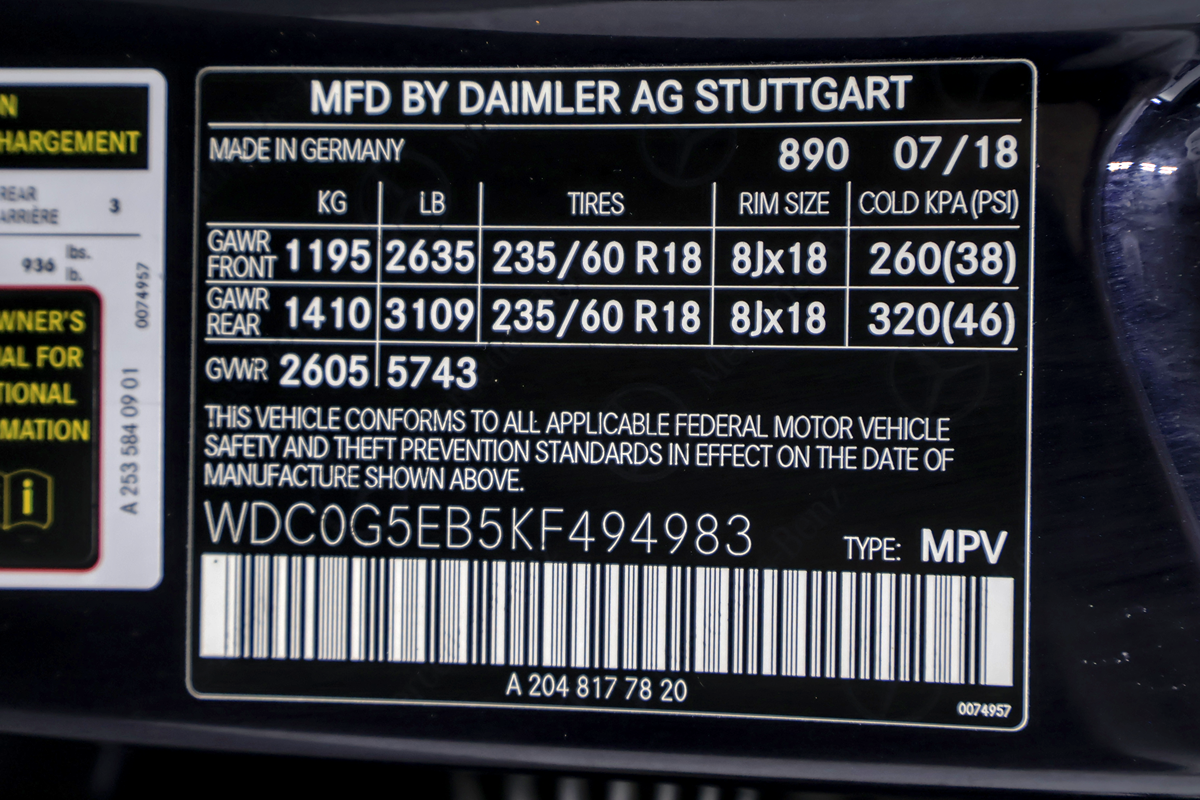 N
HARGEMENT
REAR
ARRIÈRE 3
936 lbs.
lb.
WNER'S
AL FOR
TIONAL
MATION
i
A 253 584 09 01 0074957
MFD BY DAIMLER AG STUTTGART
MADE IN GERMANY 890 07/18
KG LB TIRES RIM SIZE COLD KPA(PSI)
GAWR FRONT 1195 2635 235/60 R18 8Jx18 260(38)
GAWR REAR 1410 3109 235/60 R18 8Jx18 320(46)
GVWR 2605 5743
THIS VEHICLE CONFORMS TO ALL APPLICABLE FEDERAL MOTOR VEHICLE
SAFETY AND THEFT PREVENTION STANDARDS IN EFFECT ON THE DATE OF
MANUFACTURE SHOWN ABOVE.
WDC0G5EB5KF494983 TYPE: MPV
A 204 817 78 20
0074957